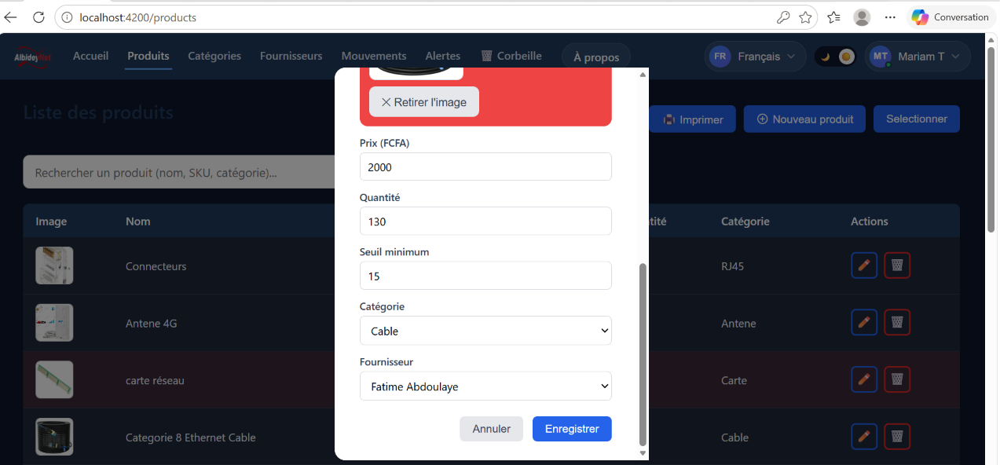 localhost:4200/products
Conversation
AlbideyNet
Accueil
Produits
Catégories
Fournisseurs
Mouvements
Alertes
Corbeille
À propos
FR
Français
MT
Mariam T
Liste des produits
Imprimer
Nouveau produit
Selectionner
Rechercher un produit (nom, SKU, catégorie)...
Retirer l'image
Prix (FCFA)
2000
Quantité
130
Seuil minimum
15
Catégorie
Cable
Fournisseur
Fatime Abdoulaye
Annuler
Enregistrer
Image
Nom
tité
Catégorie
Actions
Connecteurs
RJ45
Antene 4G
Antene
carte réseau
Carte
Categorie 8 Ethernet Cable
Cable